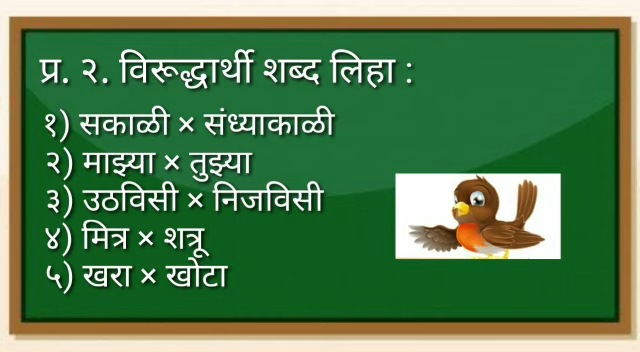 प्र. २. विरूद्धार्थी शब्द लिहा :
१) सकाळी × संध्याकाळी
२) माझ्या × तुझ्या
३) उठविसी × निजविसी
४) मित्र × शत्रू
५) खरा × खोटा